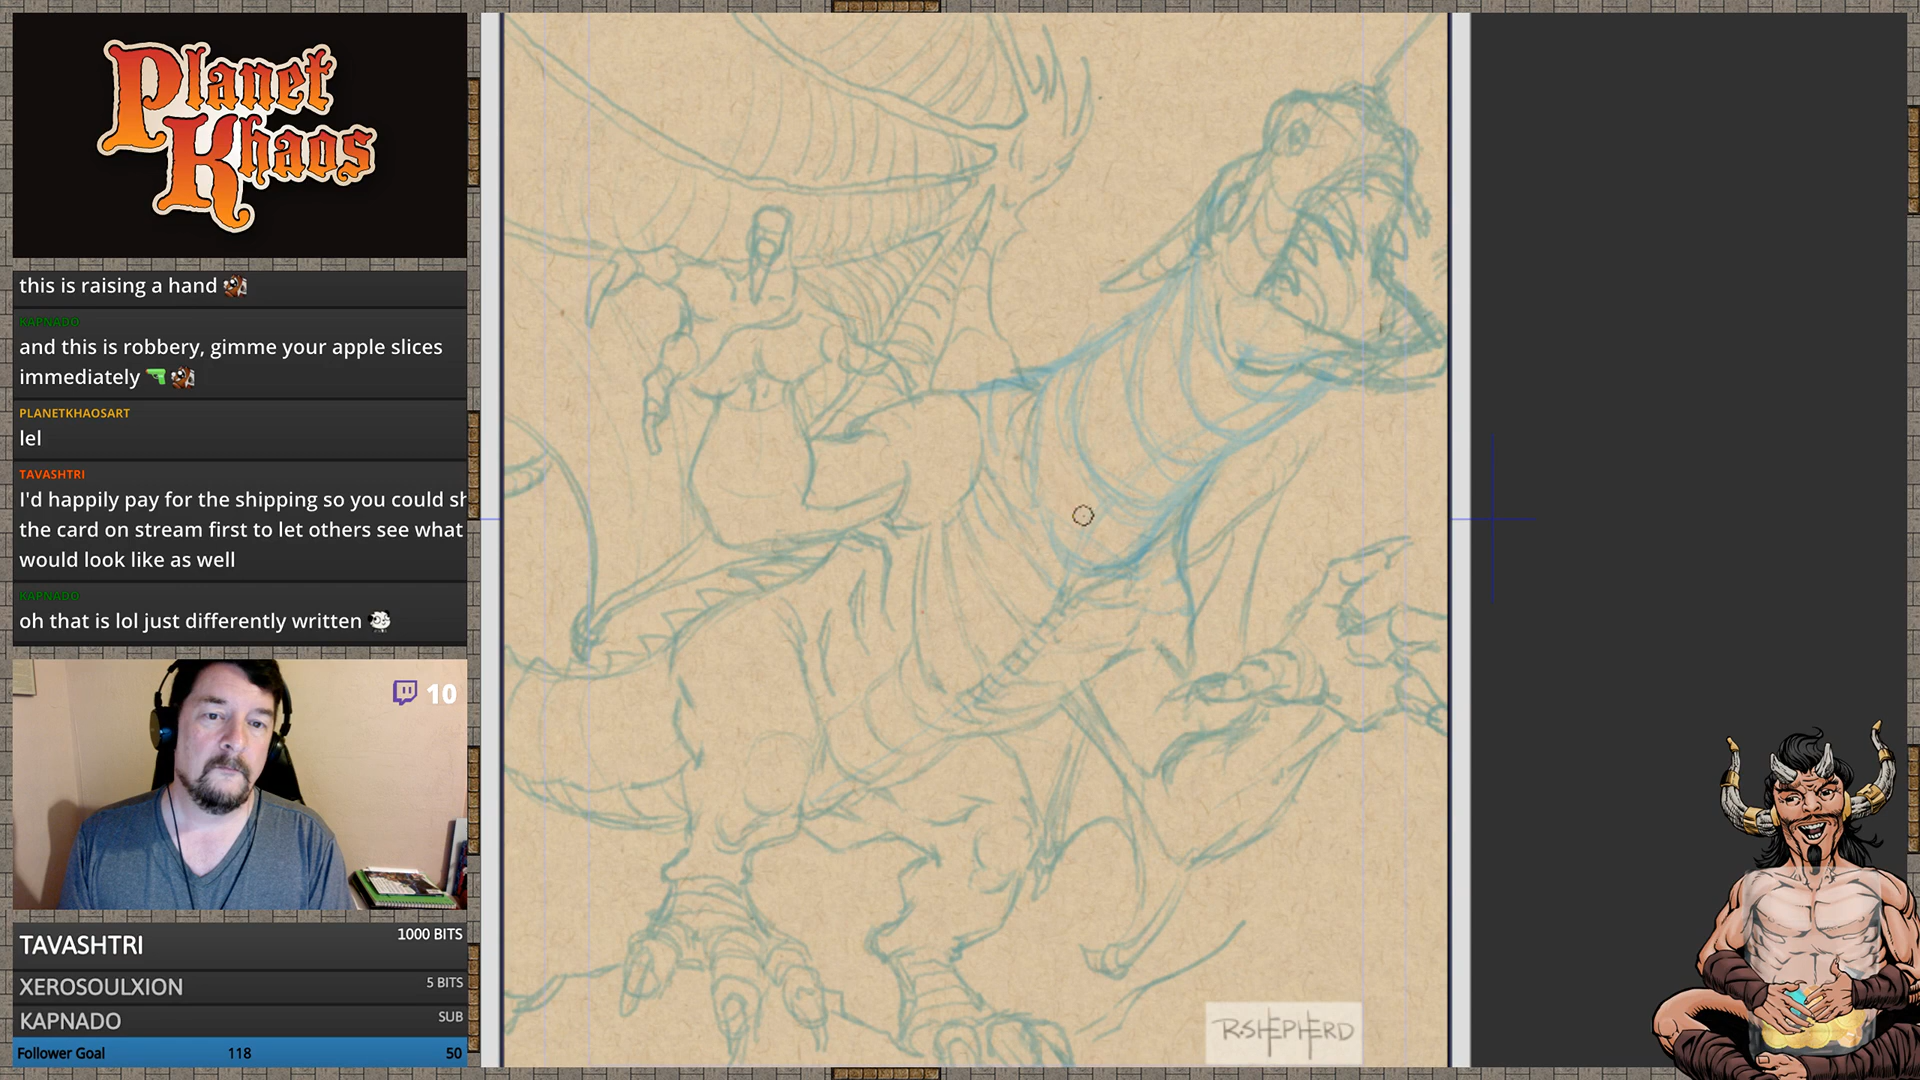 Planet
Khaos
this is raising a hand
KAPNADO
and this is robbery, gimme your apple slices
immediately
PLANETKHAOSART
lel
TAVASHTRI
I'd happily pay for the shipping so you could sh
the card on stream first to let others see what
would look like as well
KAPNADO
oh that is lol just differently written
10
TAVASHTRI 1000 BITS
XEROSOULXION 5 BITS
KAPNADO SUB
Follower Goal 118 50
R.SHEPHERD